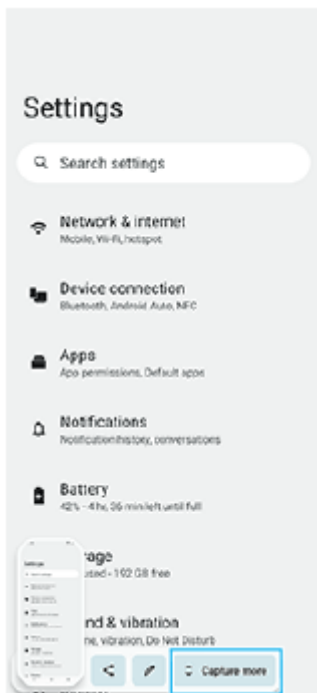 Settings
Search settings
Network & internet
Mobile, Wi-Fi, hotspot
Device connection
Bluetooth, Android Auto, NFC
Apps
App permissions, Default apps
Notifications
Notification history, conversations
Battery
42% - 4 hr, 36 min left until full
rage
used - 192 GB free
nd & vibration
ne, vibration, Do Not Disturb
Capture more